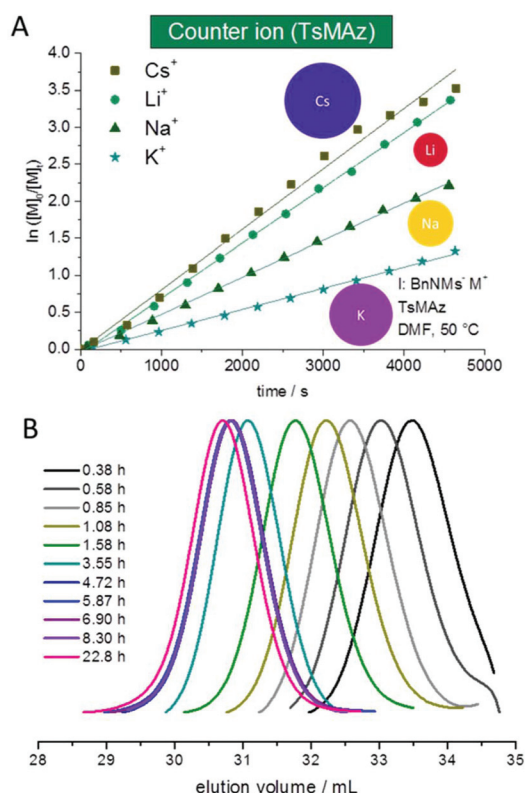 A
Counter ion (TsMAz)
Cs⁺
Li⁺
Na⁺
K⁺
Cs
Li
Na
K
I: BnNMs⁻ M⁺
TsMAz
DMF, 50 °C
ln ([M]₀/[M]ₜ)
4.0
3.5
3.0
2.5
2.0
1.5
1.0
0.5
0.0
0 1000 2000 3000 4000 5000
time / s
B
0.38 h
0.58 h
0.85 h
1.08 h
1.58 h
3.55 h
4.72 h
5.87 h
6.90 h
8.30 h
22.8 h
28 29 30 31 32 33 34 35
elution volume / mL